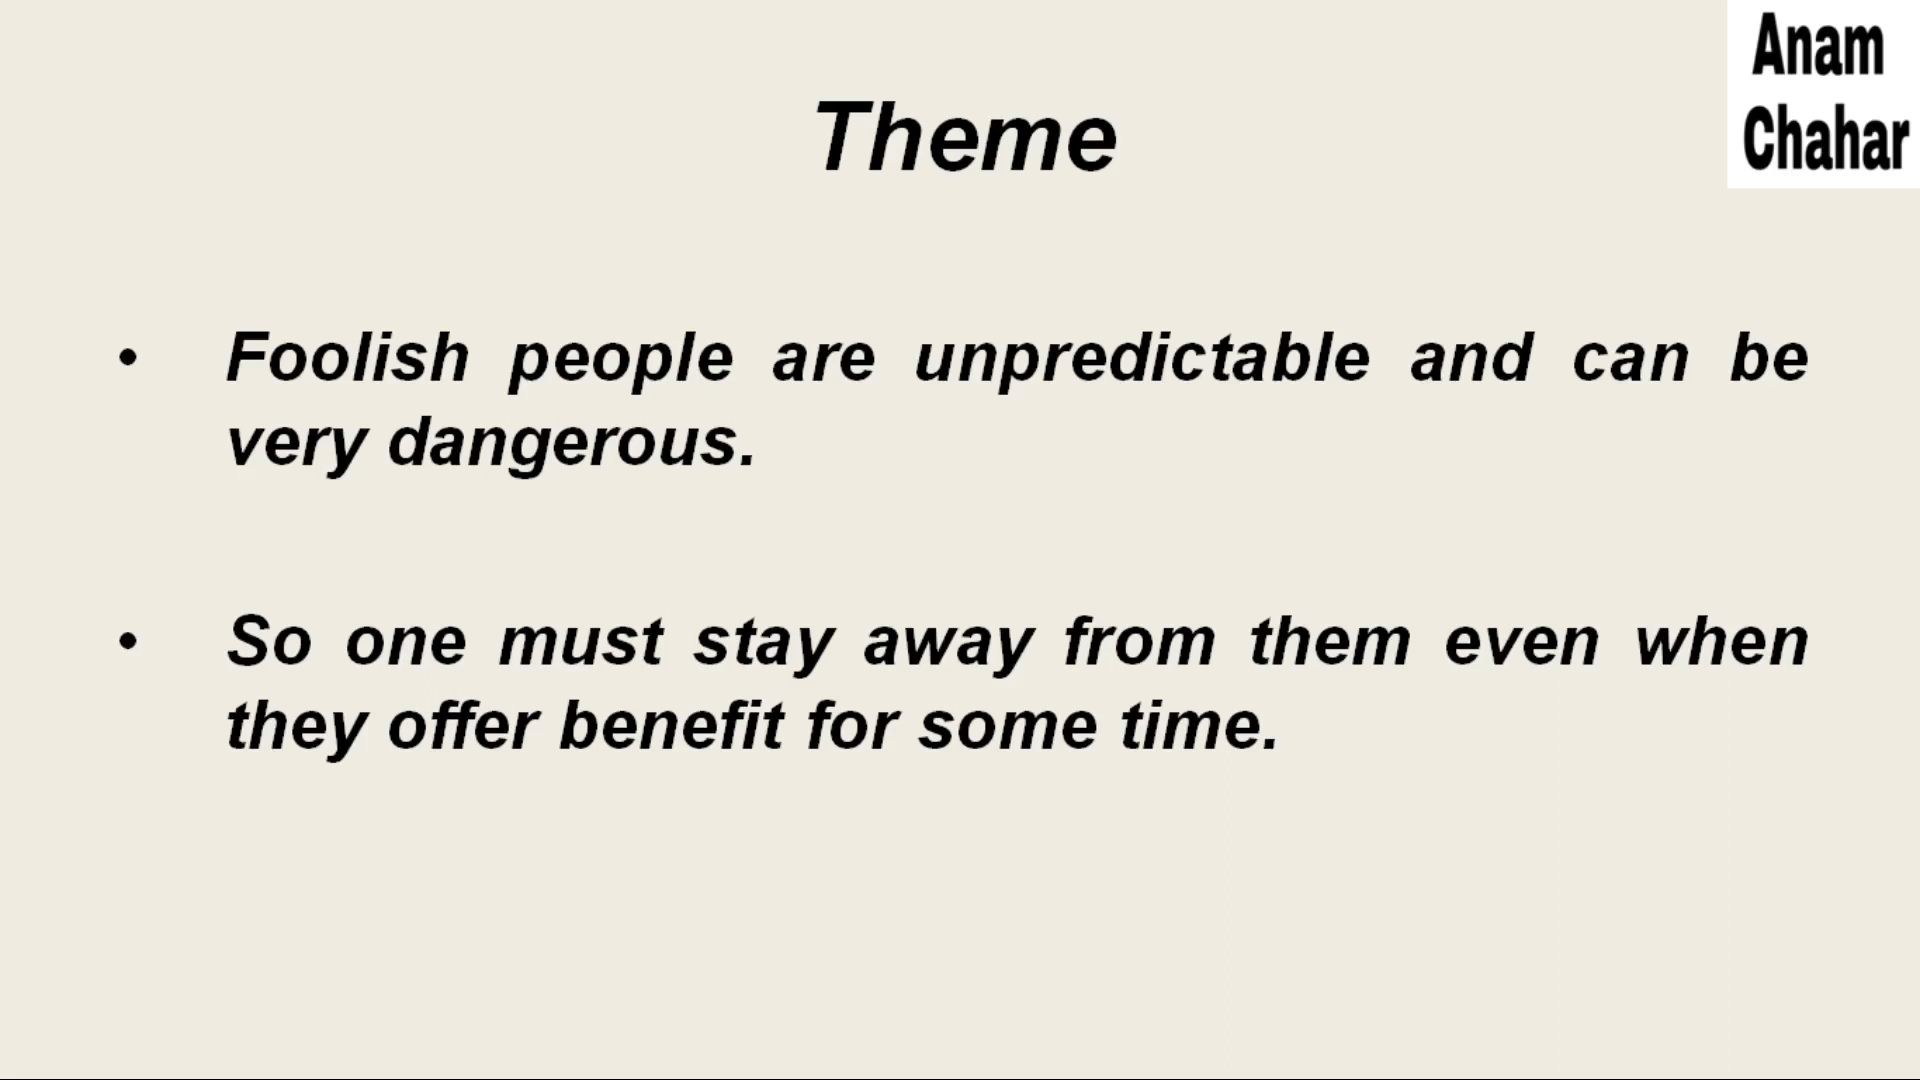 Anam
Chahar
Theme
• Foolish people are unpredictable and can be
very dangerous.
• So one must stay away from them even when
they offer benefit for some time.